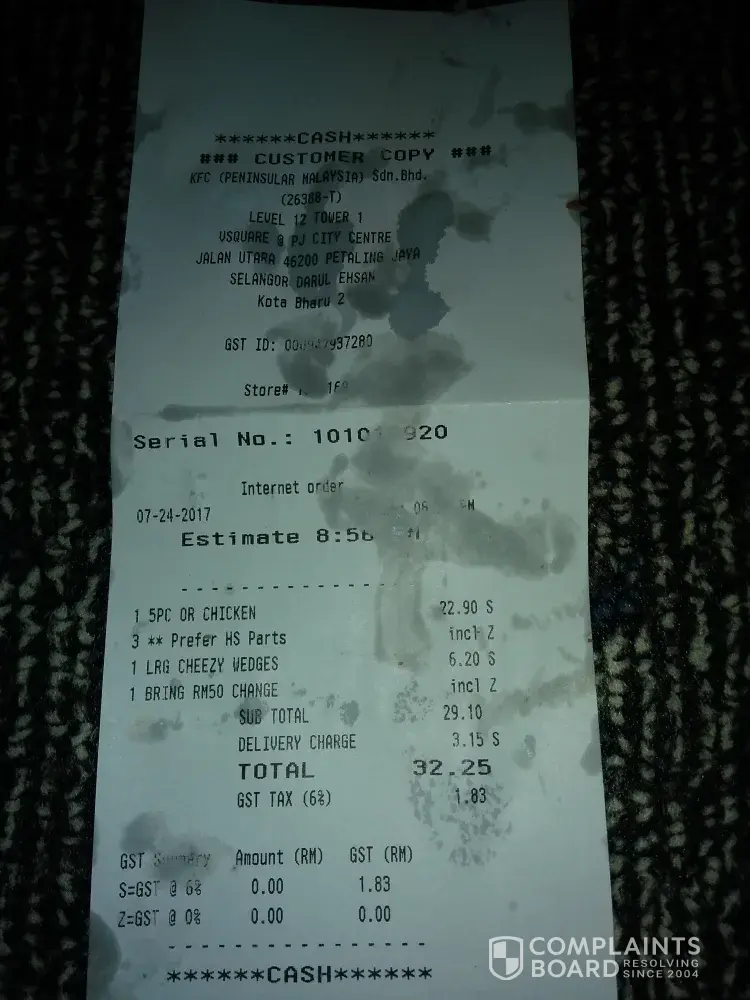 ******CASH******
### CUSTOMER COPY ###
KFC (PENINSULAR MALAYSIA) Sdn.Bhd.
(26388-T)
LEVEL 12 TOWER 1
VSQUARE @ PJ CITY CENTRE
JALAN UTARA 46200 PETALING JAYA
SELANGOR DARUL EHSAN
Kota Bharu 2
GST ID:
Store#
Serial No.:
Internet order
07-24-2017
Estimate
1 5PC OR CHICKEN 22.90 S
3 ** Prefer HS Parts incl Z
1 LRG CHEEZY WEDGES 6.20 S
1 BRING RM50 CHANGE incl Z
SUB TOTAL 29.10
DELIVERY CHARGE 3.15 S
TOTAL 32.25
GST TAX (6%) 1.83
GST Summary Amount (RM) GST (RM)
S=GST @ 6% 0.00 1.83
Z=GST @ 0% 0.00 0.00
******CASH******
COMPLAINTS
BOARD RESOLVING
SINCE 2004